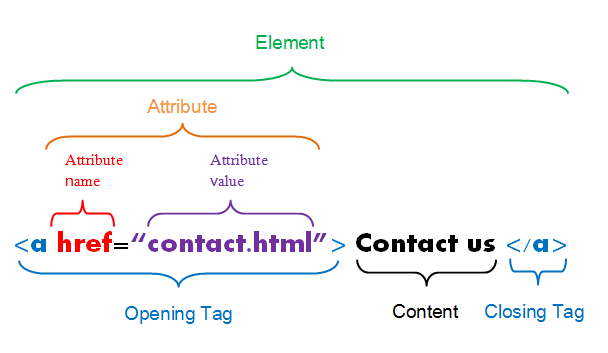 Element
Attribute
Attribute
name
Attribute
value
<a href=“contact.html”> Contact us </a>
Opening Tag
Content
Closing Tag